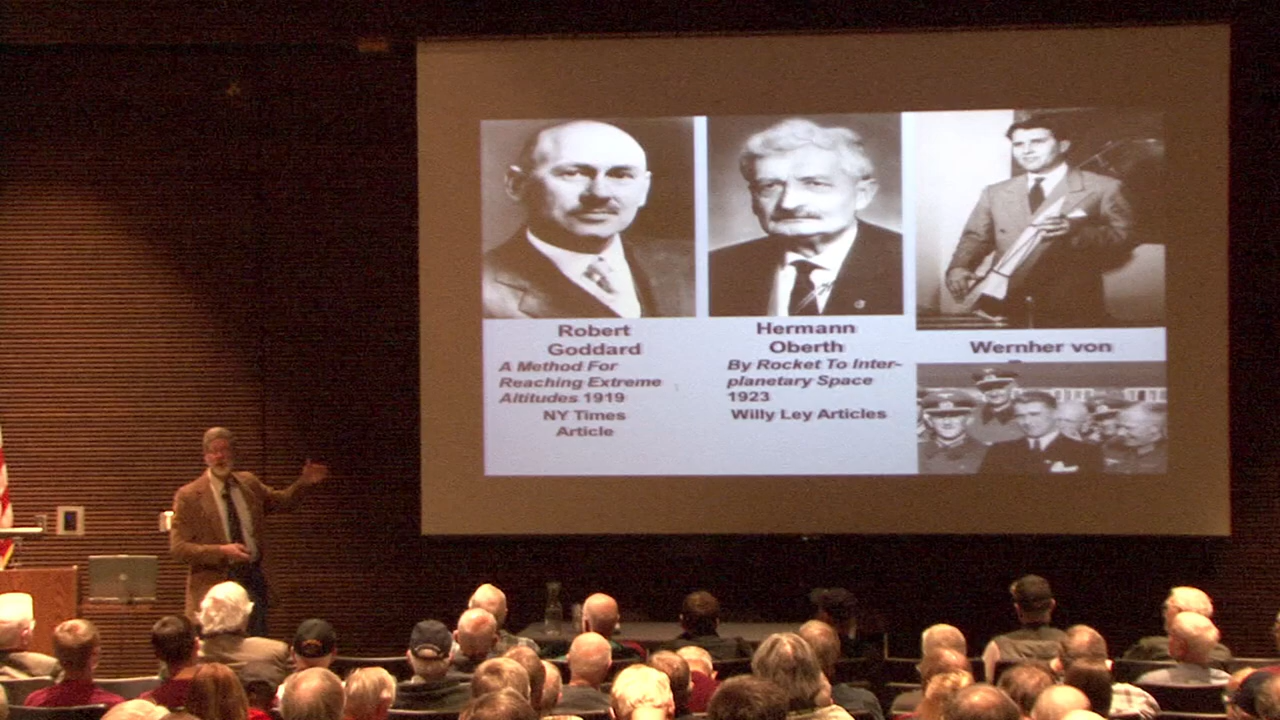 Robert
Goddard
A Method For
Reaching Extreme
Altitudes 1919
NY Times
Article
Hermann
Oberth
By Rocket To Inter-
planetary Space
1923
Willy Ley Articles
Wernher von